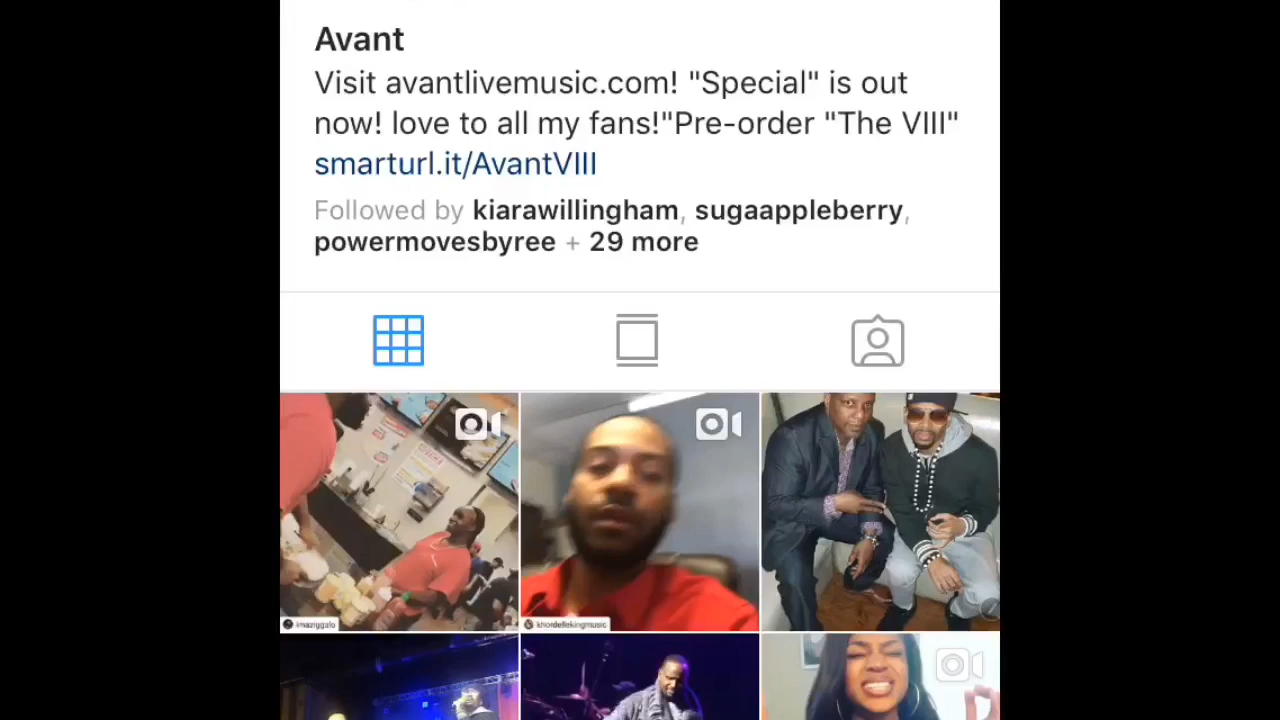 Avant
Visit avantlivemusic.com! "Special" is out
now! love to all my fans!"Pre-order "The VIII"
smarturl.it/AvantVIII
Followed by kiarawillingham, sugaappleberry,
powermovesbyree + 29 more
khordellekingmusic